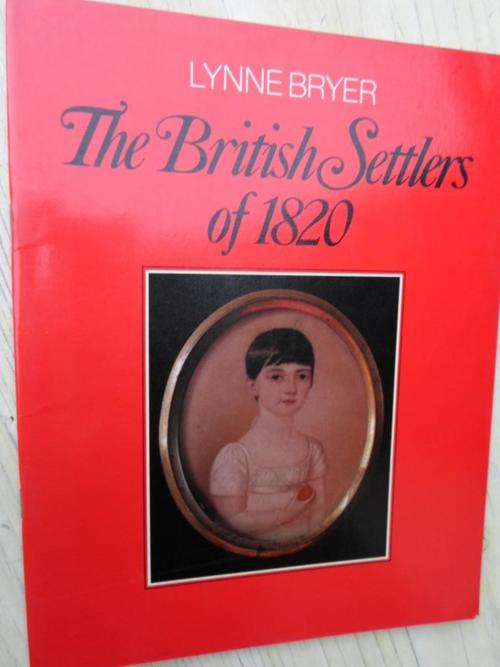 LYNNE BRYER
The British Settlers
of 1820